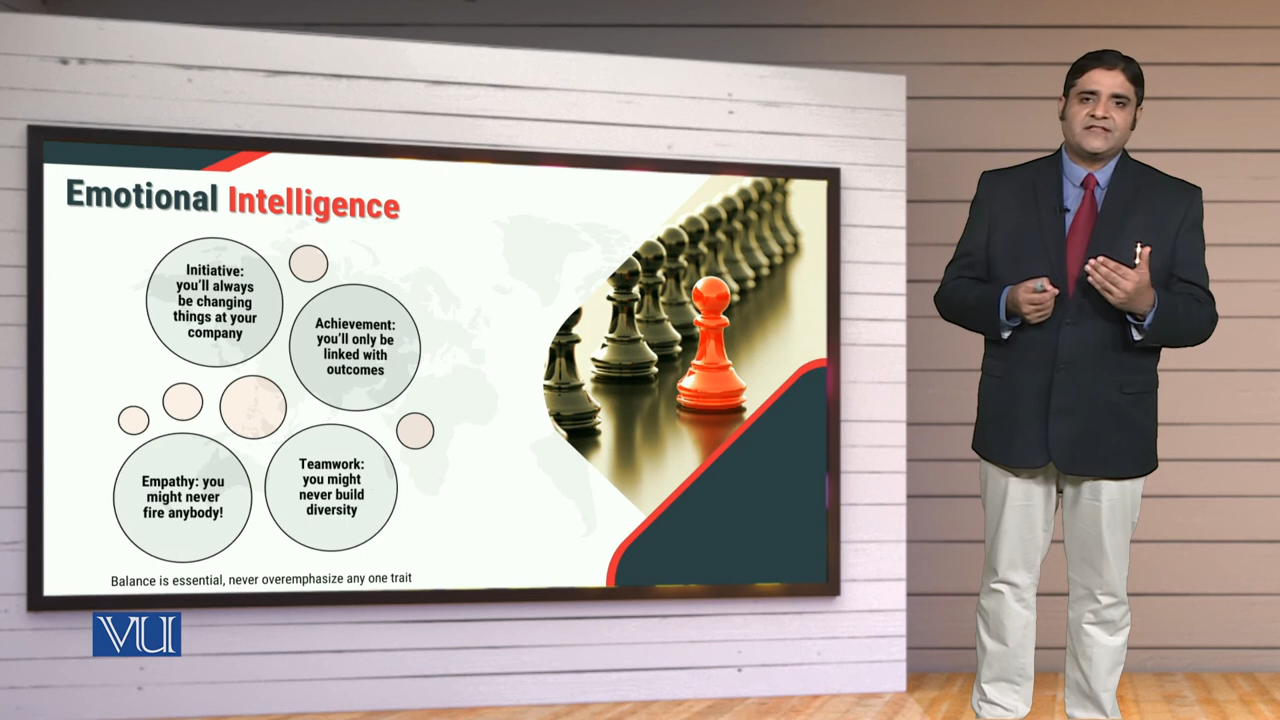 Emotional Intelligence
Initiative:
you'll always
be changing
things at your
company
Achievement:
you'll only be
linked with
outcomes
Empathy: you
might never
fire anybody!
Teamwork:
you might
never build
diversity
Balance is essential, never overemphasize any one trait
VU